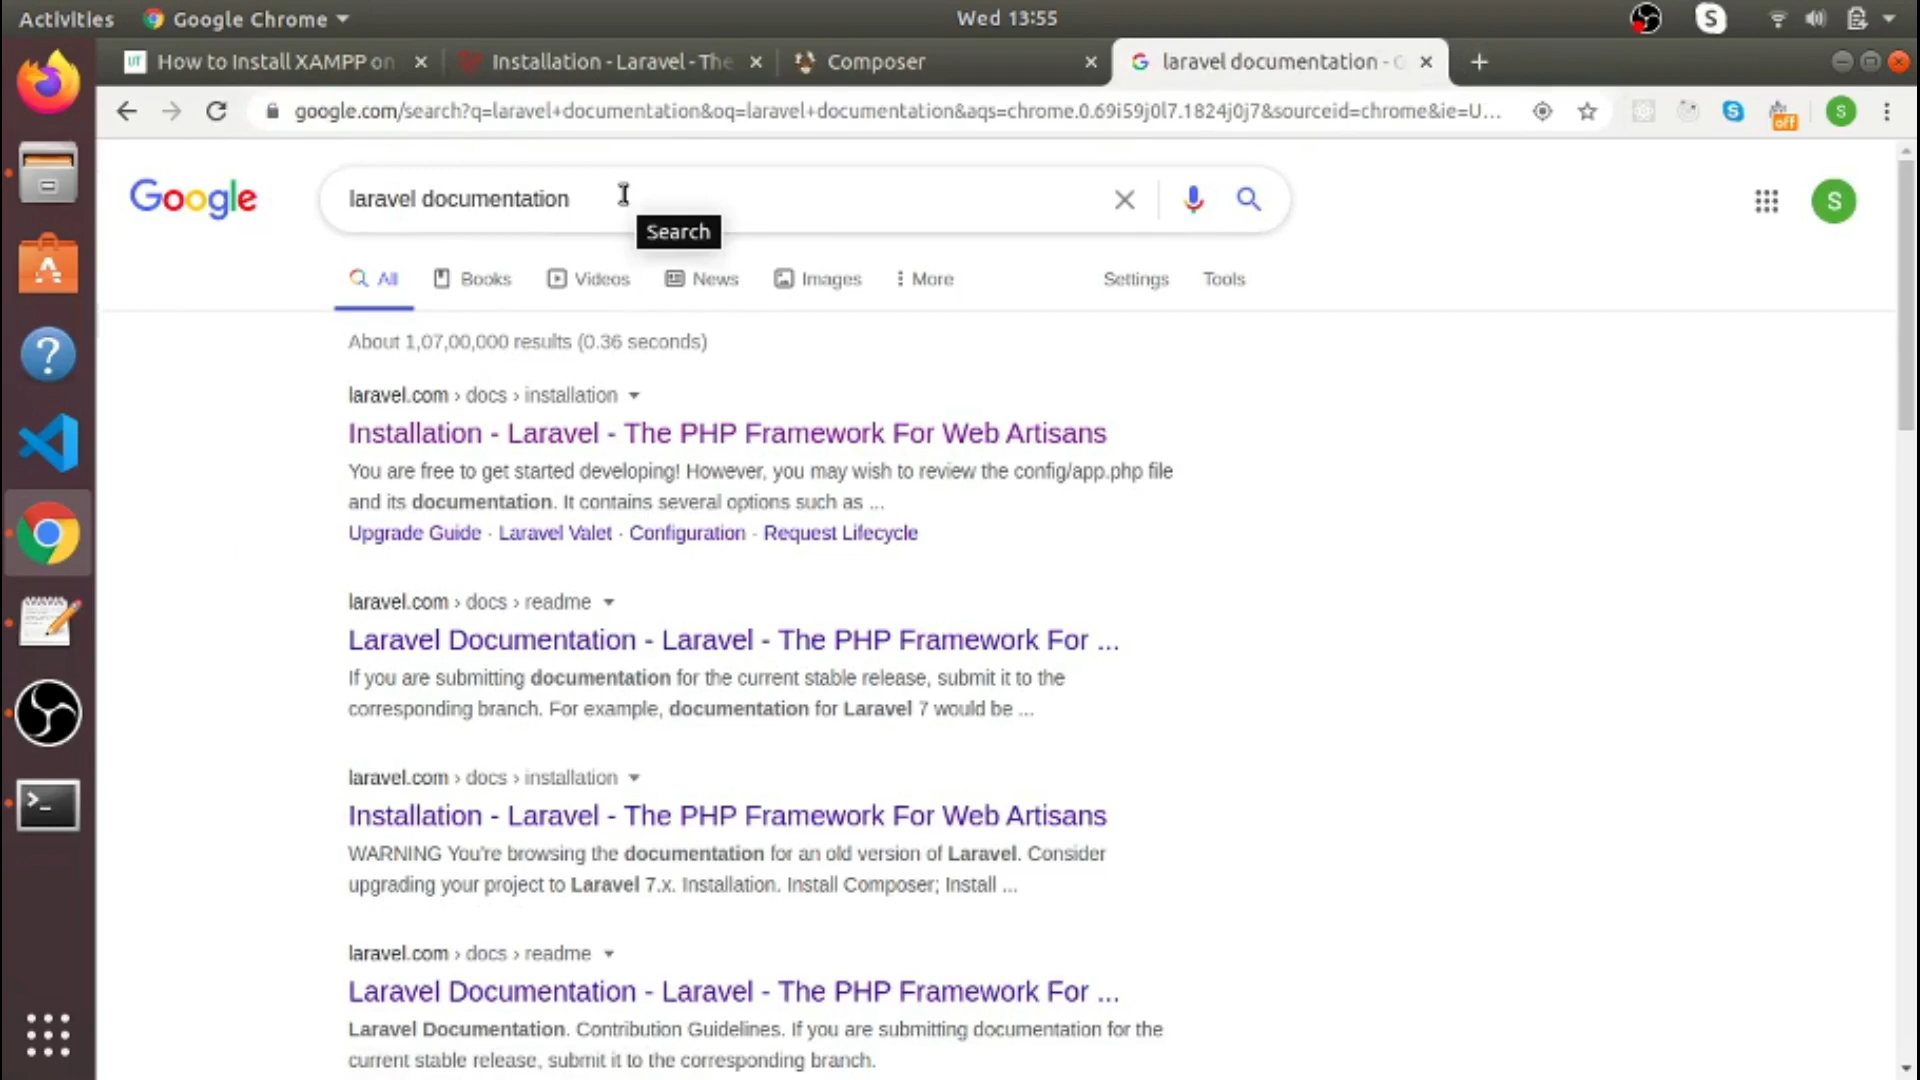 Activities
Google Chrome
Wed 13:55
How to Install XAMPP on
Installation - Laravel - The
Composer
laravel documentation - G
google.com/search?q=laravel+documentation&oq=laravel+documentation&aqs=chrome.0.69i59j0l7.1824j0j7&sourceid=chrome&ie=U...
off
S
Google
laravel documentation
S
Search
All
Books
Videos
News
Images
More
Settings
Tools
About 1,07,00,000 results (0.36 seconds)
laravel.com › docs › installation
Installation - Laravel - The PHP Framework For Web Artisans
You are free to get started developing! However, you may wish to review the config/app.php file
and its documentation. It contains several options such as ...
Upgrade Guide · Laravel Valet · Configuration · Request Lifecycle
laravel.com › docs › readme
Laravel Documentation - Laravel - The PHP Framework For ...
If you are submitting documentation for the current stable release, submit it to the
corresponding branch. For example, documentation for Laravel 7 would be ...
laravel.com › docs › installation
Installation - Laravel - The PHP Framework For Web Artisans
WARNING You're browsing the documentation for an old version of Laravel. Consider
upgrading your project to Laravel 7.x. Installation. Install Composer; Install ...
laravel.com › docs › readme
Laravel Documentation - Laravel - The PHP Framework For ...
Laravel Documentation. Contribution Guidelines. If you are submitting documentation for the
current stable release, submit it to the corresponding branch.